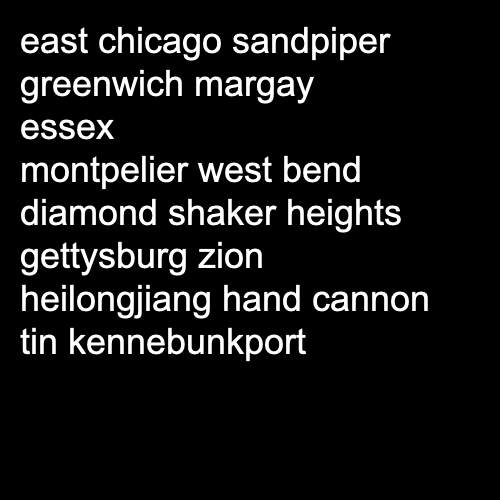 east chicago sandpiper
greenwich margay
essex
montpelier west bend
diamond shaker heights
gettysburg zion
heilongjiang hand cannon
tin kennebunkport